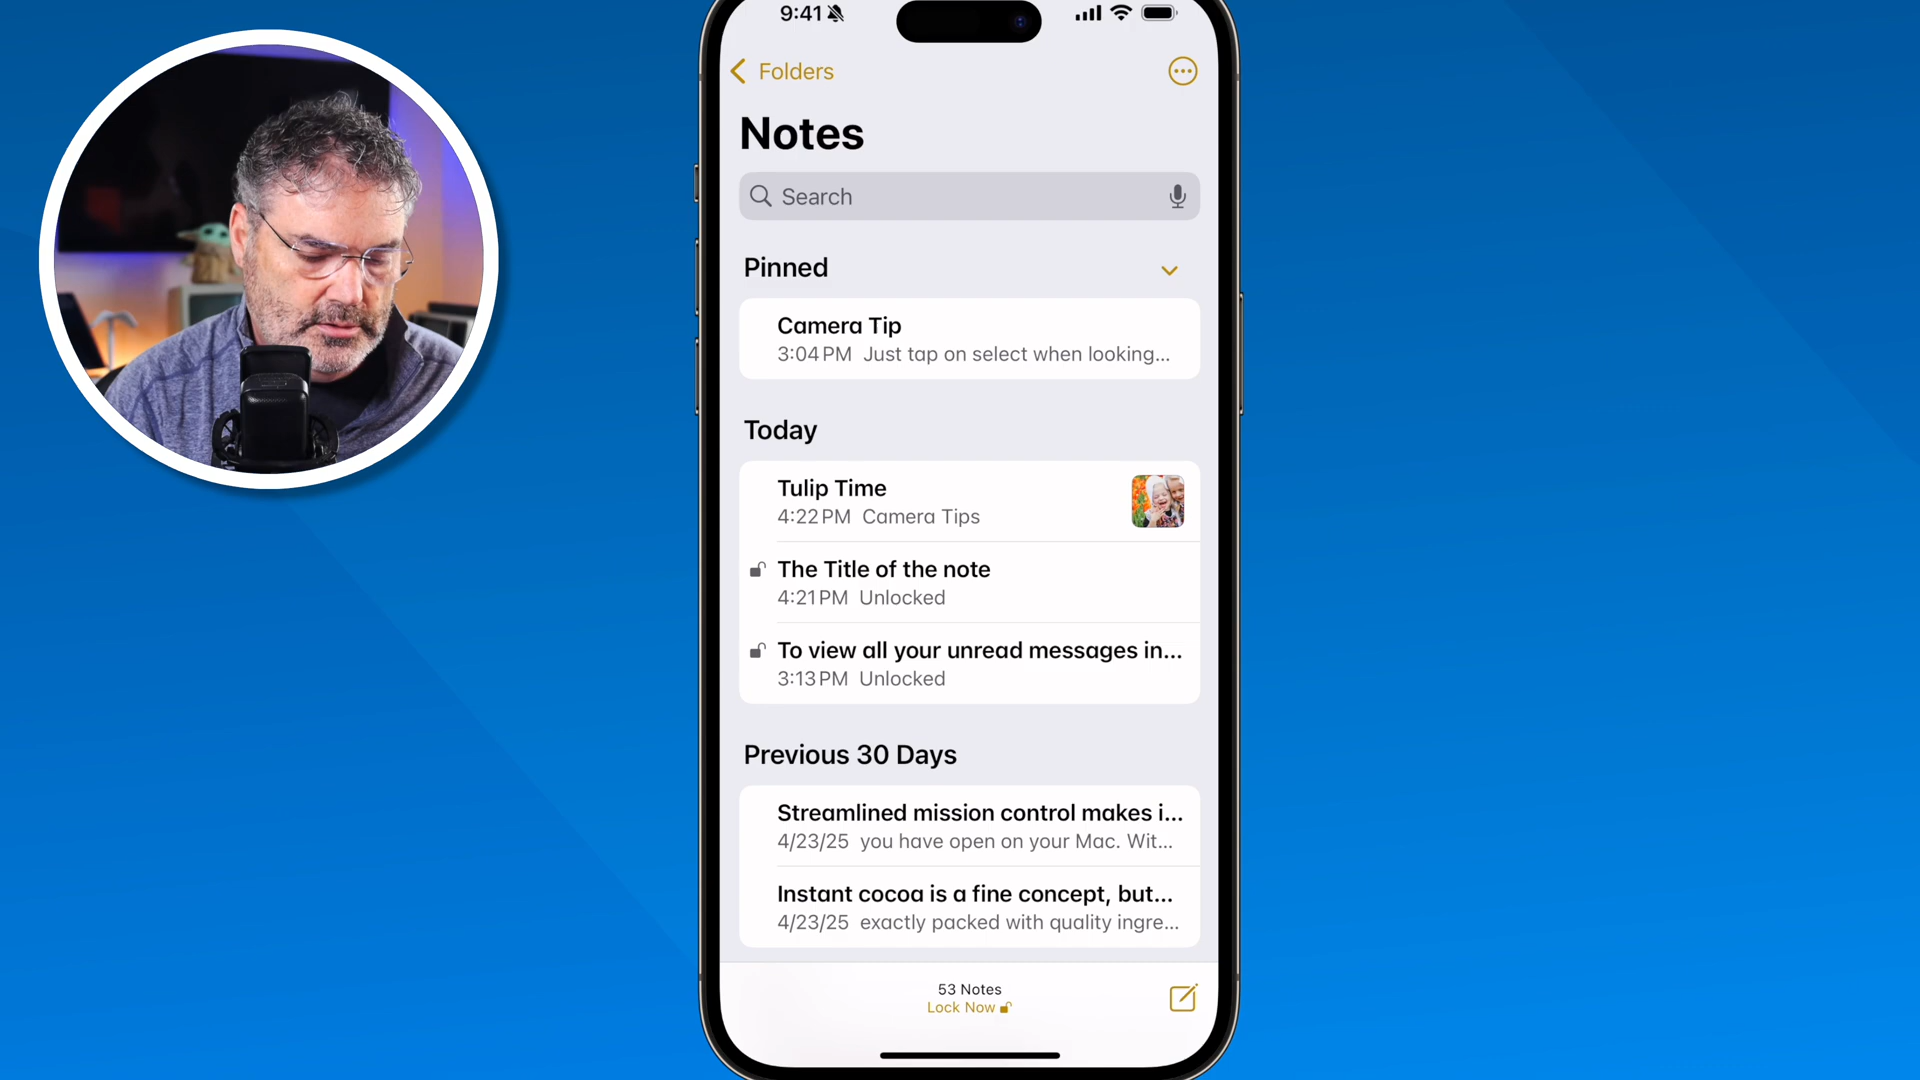 9:41
Folders
Notes
Search
Pinned
Camera Tip
3:04 PM Just tap on select when looking...
Today
Tulip Time
4:22 PM Camera Tips
The Title of the note
4:21 PM Unlocked
To view all your unread messages in...
3:13 PM Unlocked
Previous 30 Days
Streamlined mission control makes i...
4/23/25 you have open on your Mac. Wit...
Instant cocoa is a fine concept, but...
4/23/25 exactly packed with quality ingre...
53 Notes
Lock Now